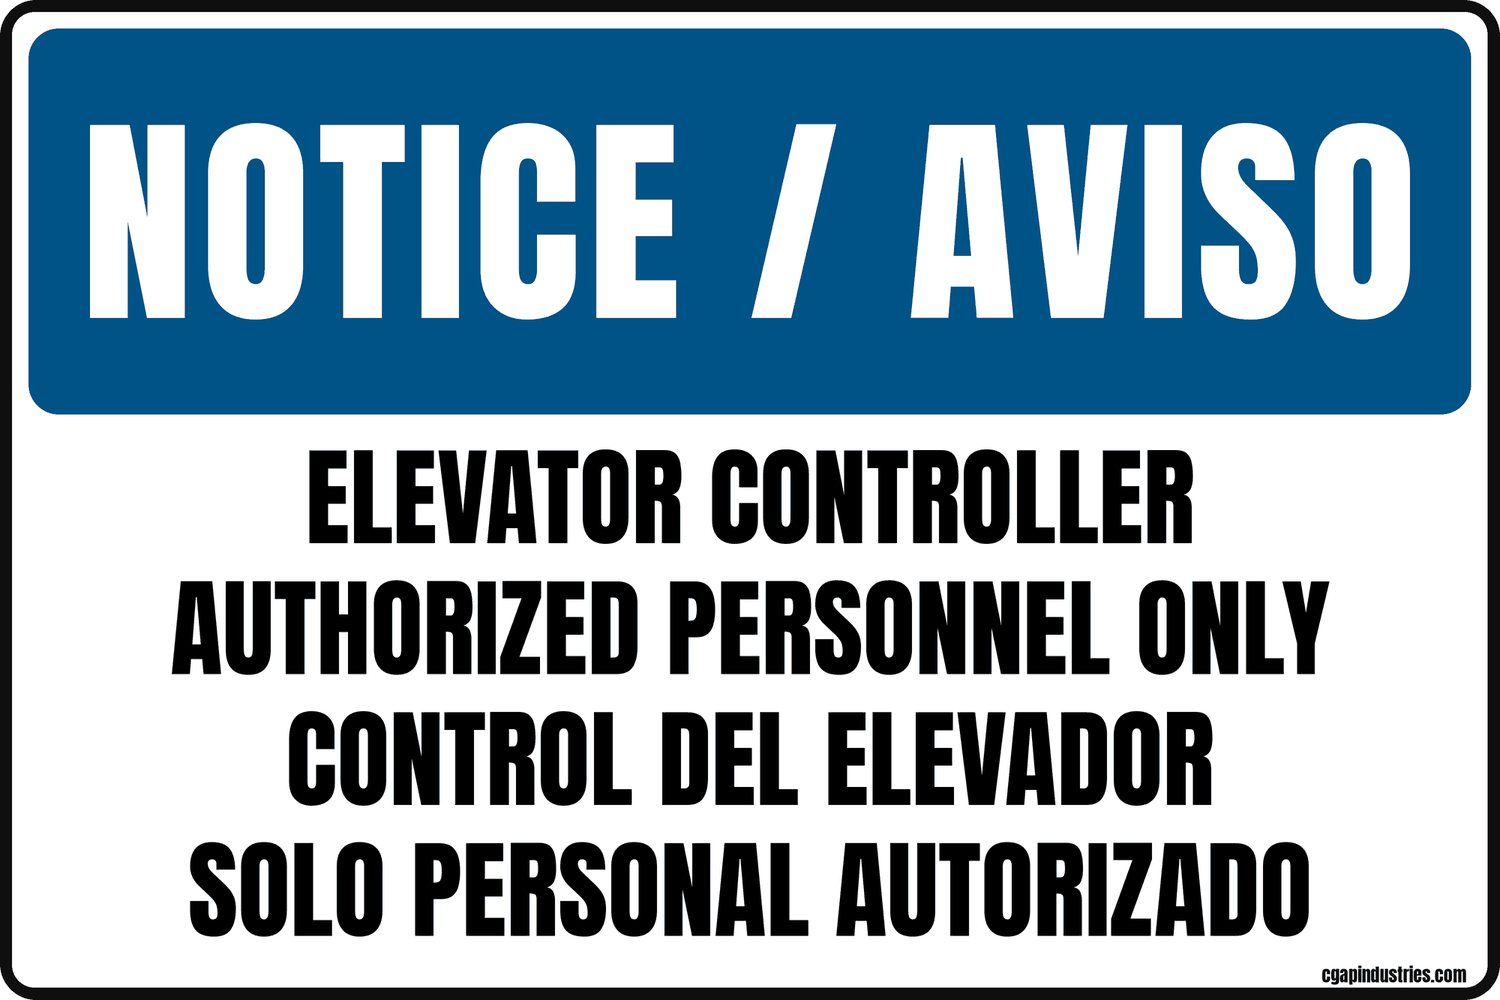 NOTICE / AVISO
ELEVATOR CONTROLLER
AUTHORIZED PERSONNEL ONLY
CONTROL DEL ELEVADOR
SOLO PERSONAL AUTORIZADO
cgapindustries.com